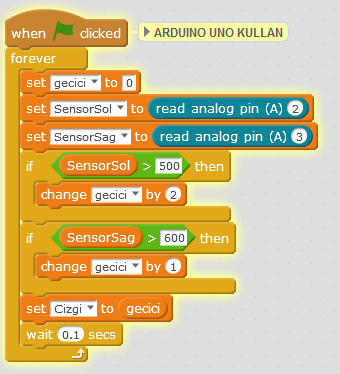 when clicked ARDUINO UNO KULLAN
forever
set gecici to 0
set SensorSol to read analog pin (A) 2
set SensorSag to read analog pin (A) 3
if SensorSol > 500 then
change gecici by 2
if SensorSag > 600 then
change gecici by 1
set Cizgi to gecici
wait 0.1 secs